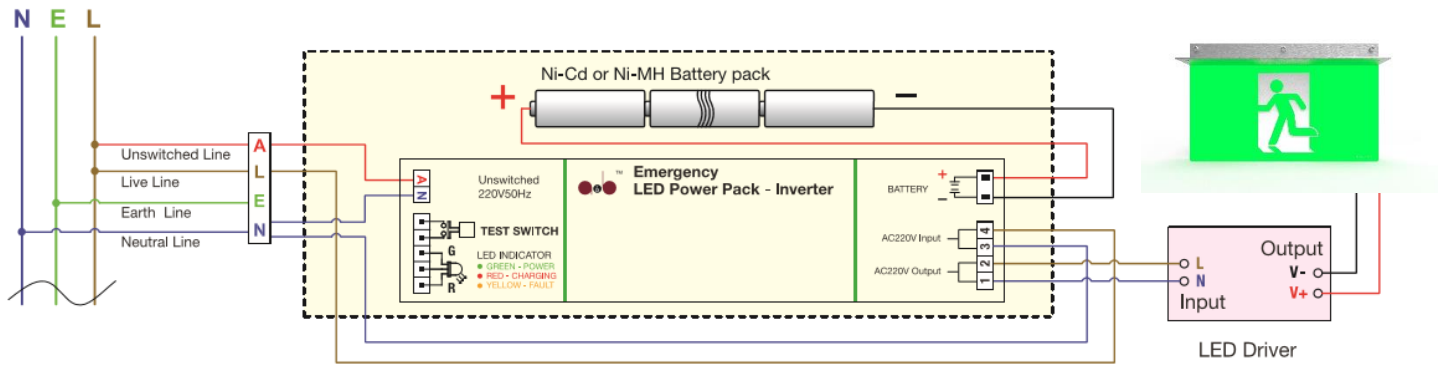 N E L
Unswitched Line
Live Line
Earth Line
Neutral Line
A
L
E
N
Ni-Cd or Ni-MH Battery pack
+
−
A
N
Unswitched
220V50Hz
TEST SWITCH
G
LED INDICATOR
GREEN - POWER
RED - CHARGING
YELLOW - FAULT
R
™
Emergency
LED Power Pack - Inverter
BATTERY
+
−
AC220V Input
AC220V Output
4
3
2
1
L
N
Input
Output
V-
V+
LED Driver